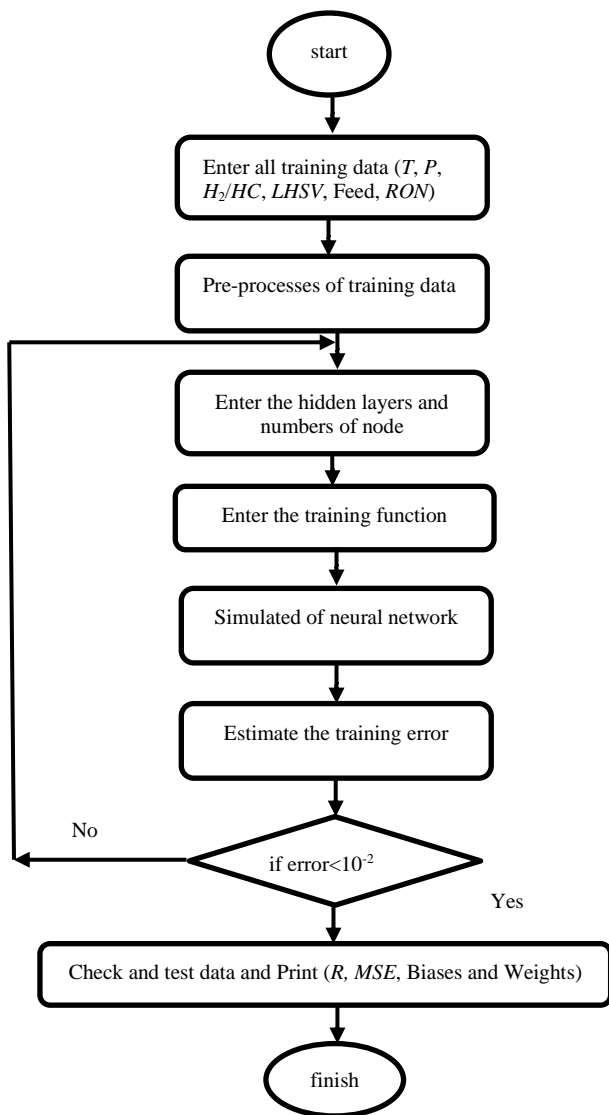 start
Enter all training data (T, P,
H₂/HC, LHSV, Feed, RON)
Pre-processes of training data
Enter the hidden layers and
numbers of node
Enter the training function
Simulated of neural network
Estimate the training error
No
if error<10⁻²
Yes
Check and test data and Print (R, MSE, Biases and Weights)
finish